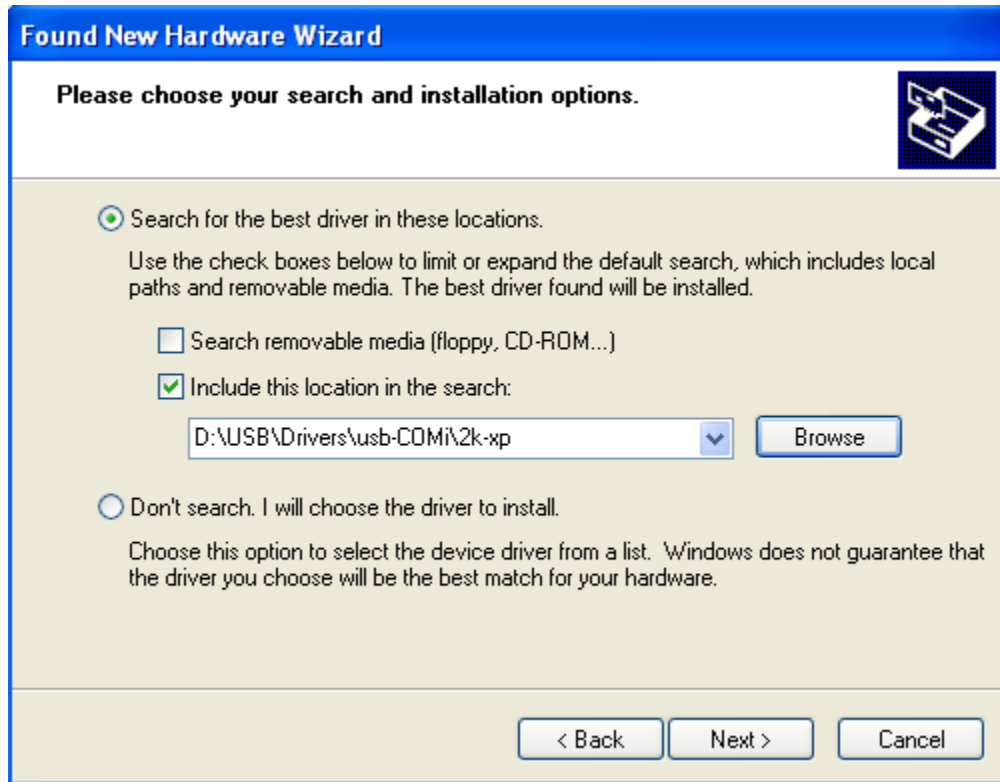 Found New Hardware Wizard
Please choose your search and installation options.
Search for the best driver in these locations.
Use the check boxes below to limit or expand the default search, which includes local
paths and removable media. The best driver found will be installed.
Search removable media (floppy, CD-ROM...)
Include this location in the search:
D:\USB\Drivers\usb-COMi\2k-xp
Browse
Don't search. I will choose the driver to install.
Choose this option to select the device driver from a list.  Windows does not guarantee that
the driver you choose will be the best match for your hardware.
< Back
Next >
Cancel